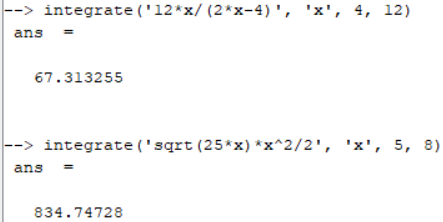 --> integrate('12*x/(2*x-4)', 'x', 4, 12)
ans  =
67.313255
--> integrate('sqrt(25*x)*x^2/2', 'x', 5, 8)
ans  =
834.74728